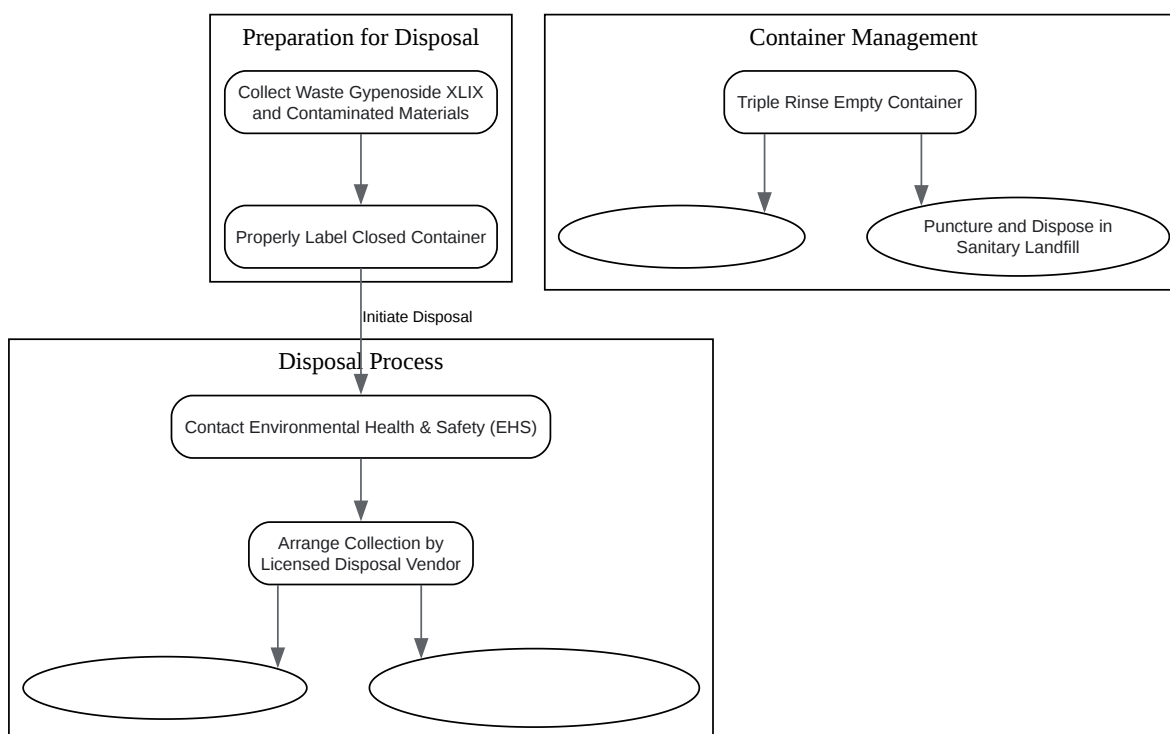 Preparation for Disposal
Collect Waste Gypenoside XLIX
and Contaminated Materials
Properly Label Closed Container
Initiate Disposal
Container Management
Triple Rinse Empty Container
Puncture and Dispose in
Sanitary Landfill
Disposal Process
Contact Environmental Health & Safety (EHS)
Arrange Collection by
Licensed Disposal Vendor